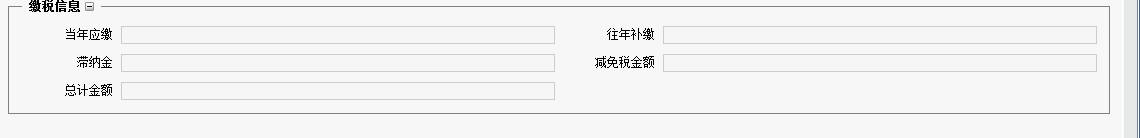 缴税信息
当年应缴 往年补缴
滞纳金 减免税金额
总计金额